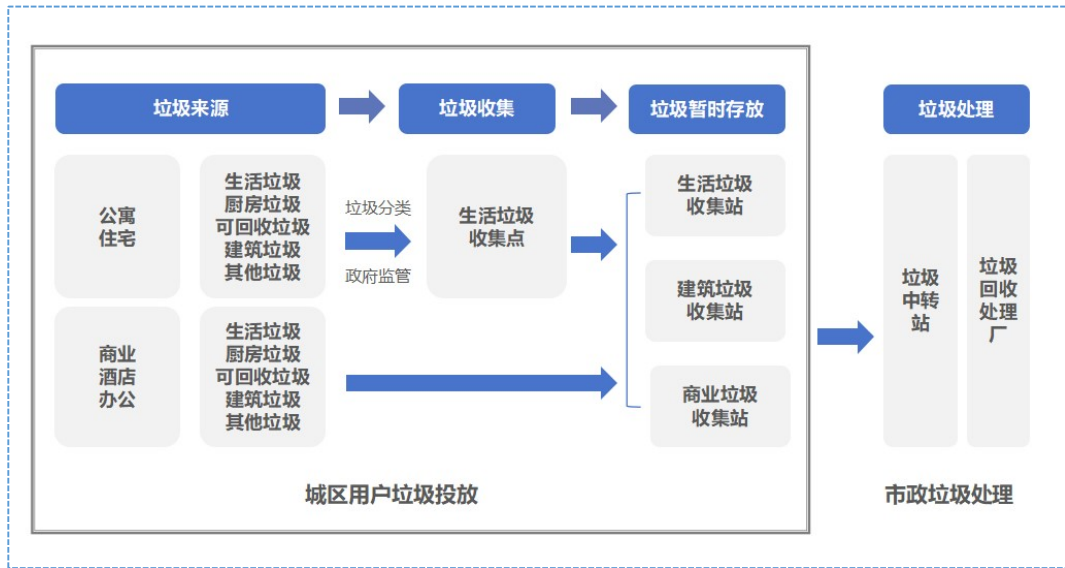 垃圾来源
垃圾收集
垃圾暂时存放
垃圾处理
公寓
住宅
生活垃圾
厨房垃圾
可回收垃圾
建筑垃圾
其他垃圾
垃圾分类
政府监管
生活垃圾
收集点
生活垃圾
收集站
建筑垃圾
收集站
商业垃圾
收集站
商业
酒店
办公
生活垃圾
厨房垃圾
可回收垃圾
建筑垃圾
其他垃圾
垃圾
中转
站
垃圾
回收
处理
厂
城区用户垃圾投放
市政垃圾处理